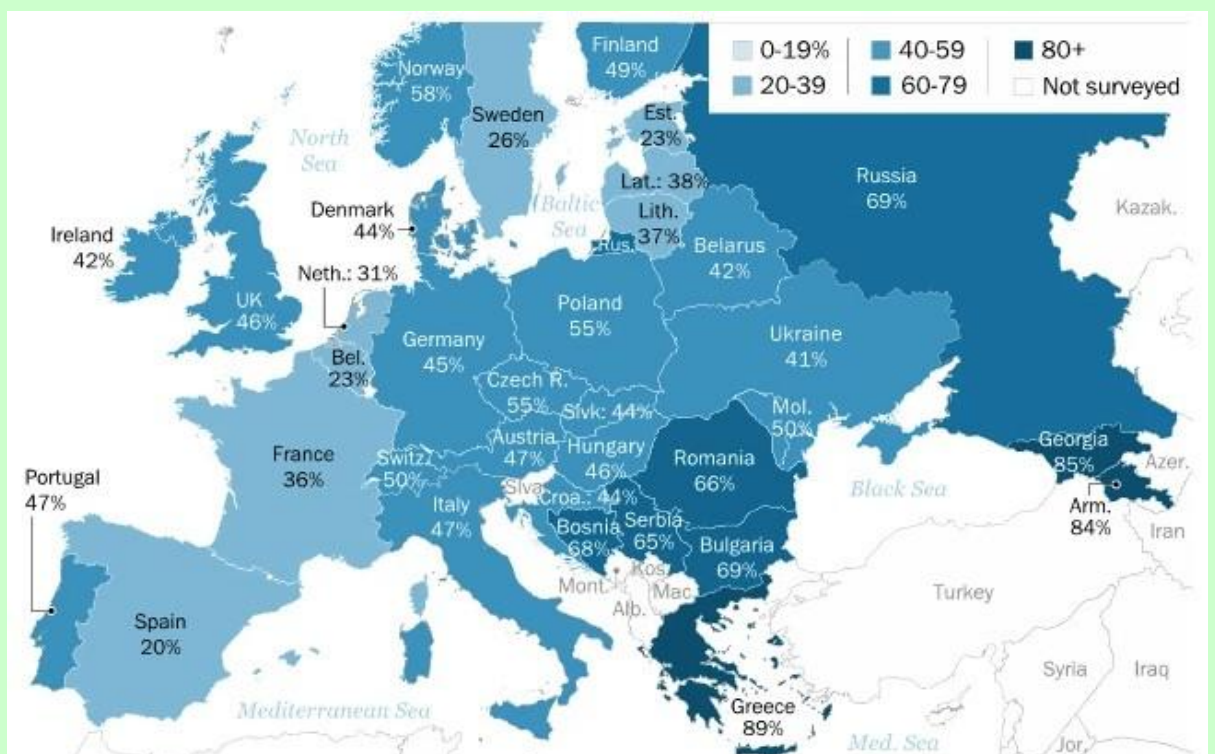 0-19%
20-39
40-59
60-79
80+
Not surveyed
Finland
49%
Norway
58%
Sweden
26%
North
Sea
Est.
23%
Russia
69%
Lat.: 38%
Kazak.
Denmark
44%
Baltic
Sea
Lith.
37%
Rus.
Belarus
42%
Ireland
42%
Neth.: 31%
UK
46%
Poland
55%
Germany
45%
Ukraine
41%
Bel.
23%
Czech R.
55%
Slvk: 44%
Mol.
50%
France
36%
Switz.
50%
Austria
47%
Hungary
46%
Romania
66%
Georgia
85%
Azer.
Portugal
47%
Italy
47%
Slva.
Croa.: 44%
Black Sea
Arm.
84%
Bosnia
68%
Serbia
65%
Bulgaria
69%
Iran
Mont.
Kos.
Mac.
Alb.
Turkey
Spain
20%
Syria
Iraq
Mediterranean Sea
Greece
89%
Med. Sea
Jor.